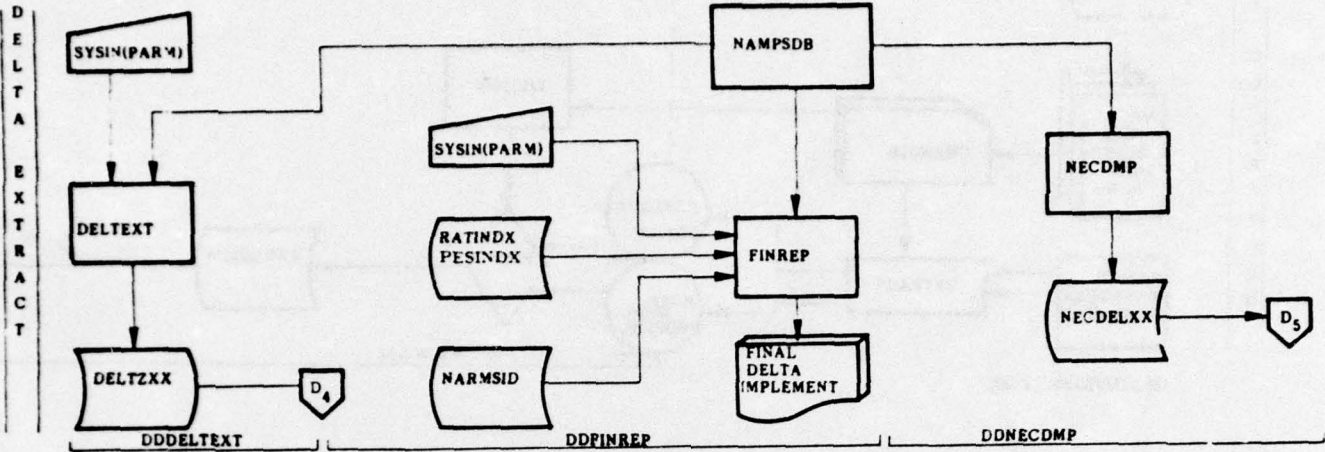 DELTA EXTRACT
SYSIN(PARM)
NAMPSDB
SYSIN(PARM)
NECDMP
DELTEXT
RATINDX
PESINDX
FINREP
NECDELXX
D5
DELTZXX
D4
NARMSID
FINAL
DELTA
IMPLEMENT
DDDELTEXT
DDFINREP
DDNECDMP